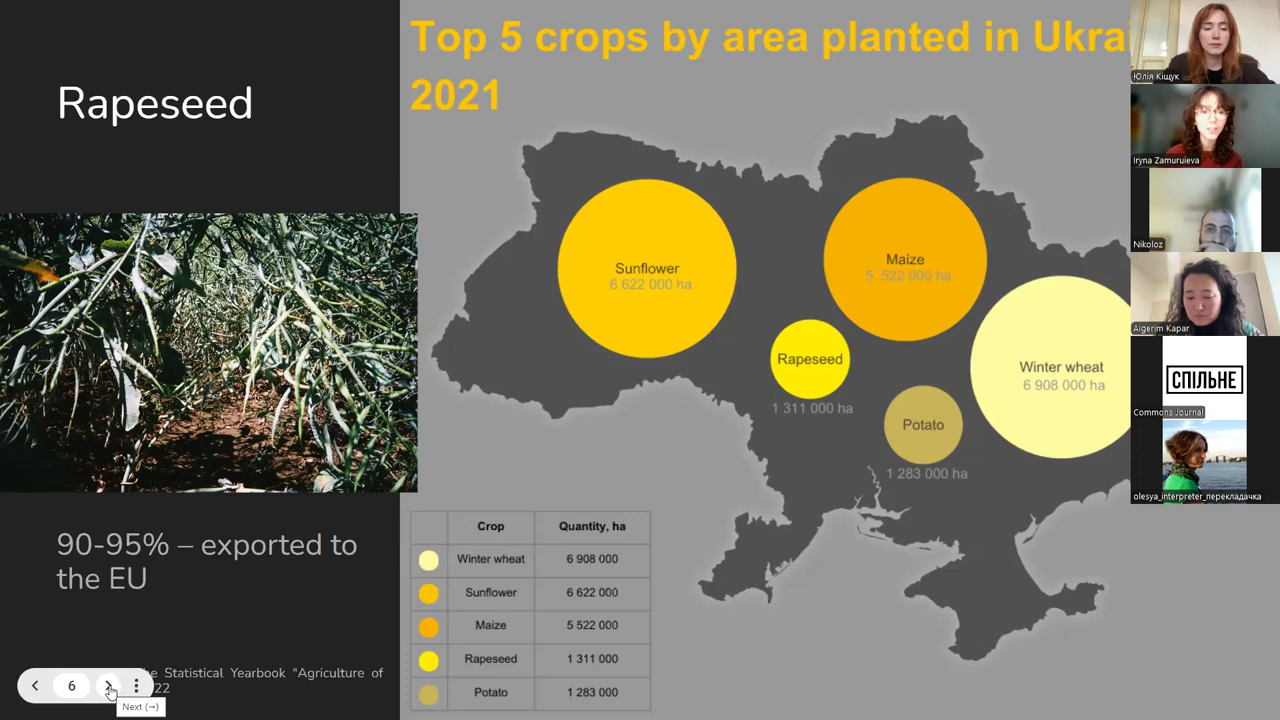 Rapeseed
90-95% – exported to
the EU
Statistical Yearbook "Agriculture of
22
6
Next (→)
Top 5 crops by area planted in Ukrai
2021
Sunflower
6 622 000 ha
Maize
5 522 000 ha
Rapeseed
1 311 000 ha
Winter wheat
6 908 000 ha
Potato
1 283 000 ha
Crop Quantity, ha
Winter wheat 6 908 000
Sunflower 6 622 000
Maize 5 522 000
Rapeseed 1 311 000
Potato 1 283 000
Юлія Кіщук
Iryna Zamuruieva
Nikoloz
Aigerim Kapar
СПІЛЬНЕ
Commons Journal
olesya_interpreter_перекладачка